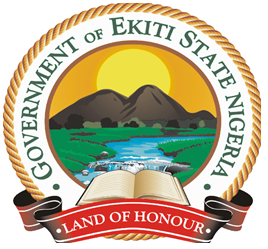 · GOVERNMENT OF EKITI STATE NIGERIA ·
· LAND OF HONOUR ·